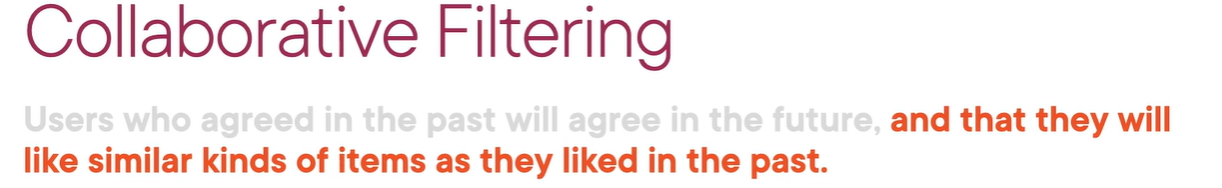 Collaborative Filtering
Users who agreed in the past will agree in the future, and that they will
like similar kinds of items as they liked in the past.